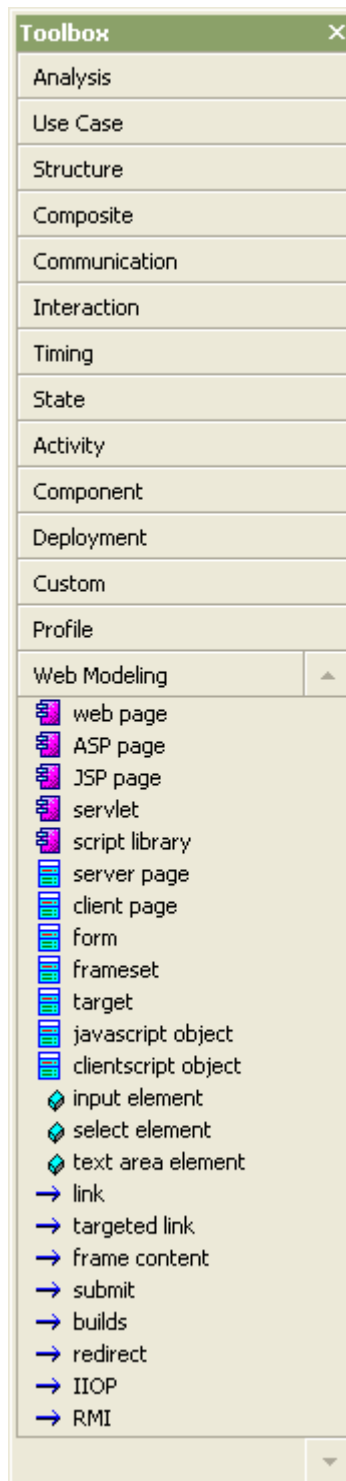 Toolbox
Analysis
Use Case
Structure
Composite
Communication
Interaction
Timing
State
Activity
Component
Deployment
Custom
Profile
Web Modeling
web page
ASP page
JSP page
servlet
script library
server page
client page
form
frameset
target
javascript object
clientscript object
input element
select element
text area element
link
targeted link
frame content
submit
builds
redirect
IIOP
RMI